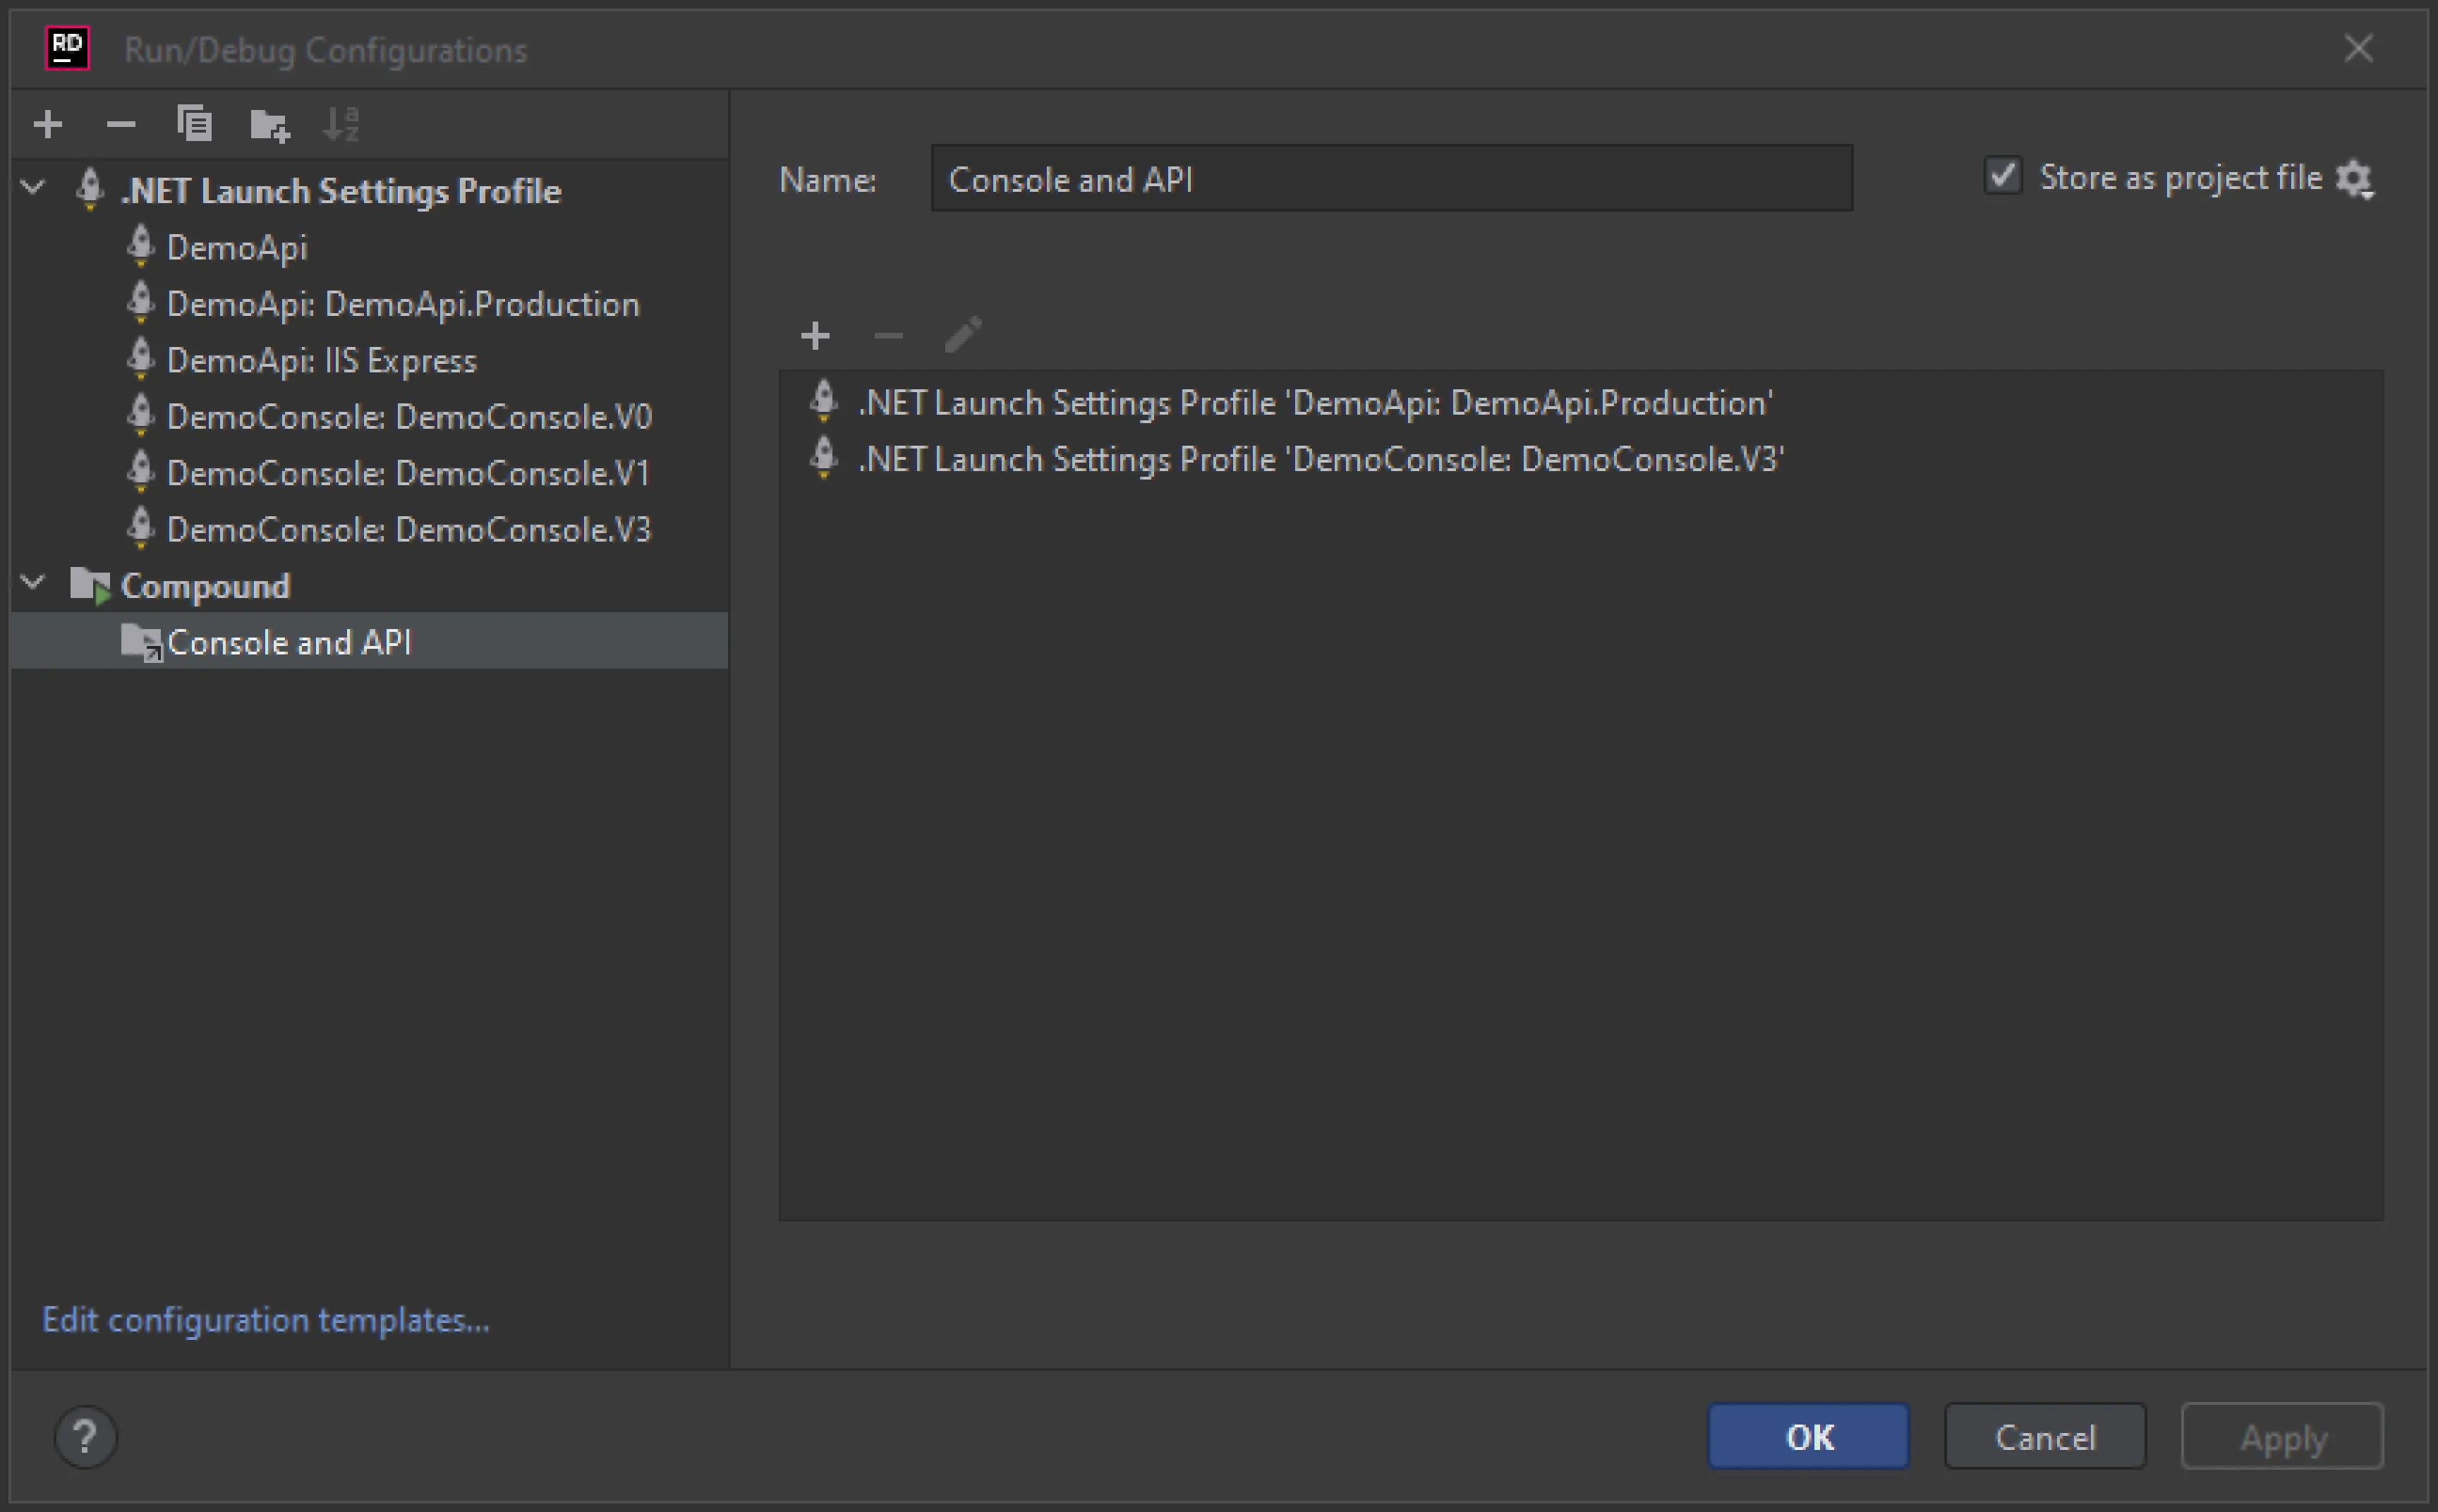 RD
Run/Debug Configurations
a
z
.NET Launch Settings Profile
DemoApi
DemoApi: DemoApi.Production
DemoApi: IIS Express
DemoConsole: DemoConsole.V0
DemoConsole: DemoConsole.V1
DemoConsole: DemoConsole.V3
Compound
Console and API
Edit configuration templates...
Name: Console and API
Store as project file
.NET Launch Settings Profile 'DemoApi: DemoApi.Production'
.NET Launch Settings Profile 'DemoConsole: DemoConsole.V3'
?
OK
Cancel
Apply